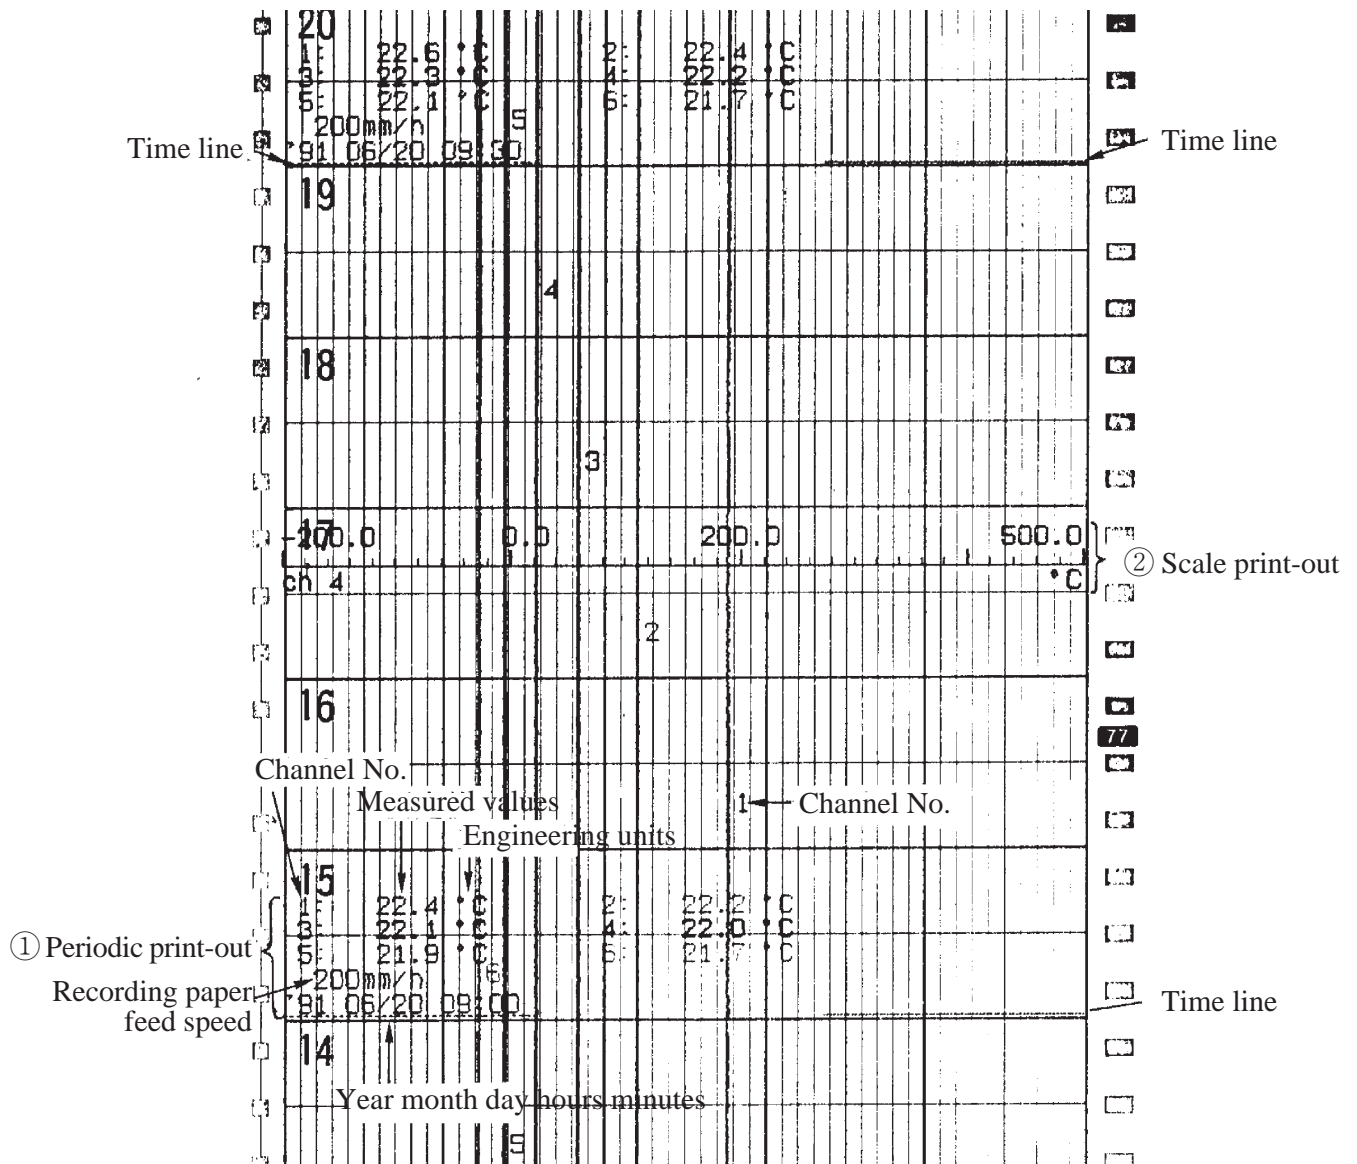 20
1: 22.6 °C 2: 22.4 °C
3: 22.3 °C 4: 22.2 °C
5: 22.1 °C 6: 21.7 °C
200mm/h 5
'91 06/20 09:30
Time line
Time line
19
4
18
3
17
-200.0 0.0 200.0 500.0
ch 4 °C
② Scale print-out
2
16
77
Channel No.
Measured values
1
Channel No.
Engineering units
15
1: 22.4 °C 2: 22.2 °C
3: 22.1 °C 4: 22.0 °C
5: 21.9 °C 6: 21.7 °C
① Periodic print-out
200mm/h 6
Recording paper
feed speed
'91 06/20 09:00
Time line
14
Year month day hours minutes
5